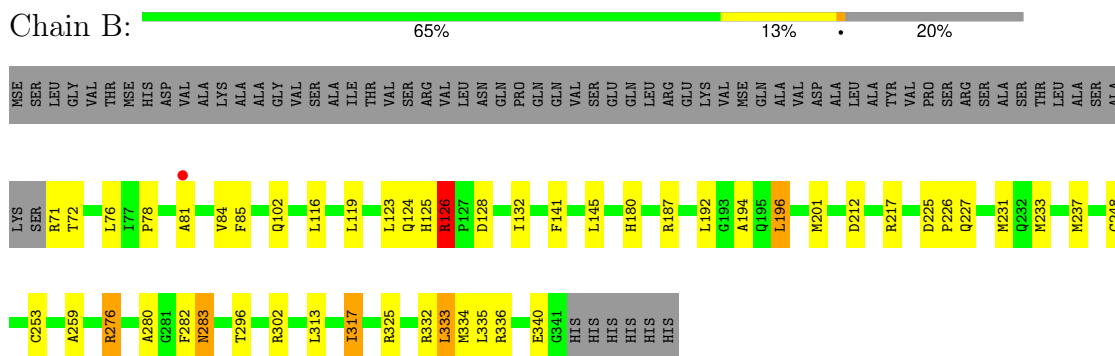 Chain B:
65% 13% • 20%
MSE SER LEU GLY VAL THR MSE HIS ASP VAL ALA LYS ALA ALA GLY VAL SER ALA ILE THR VAL SER ARG VAL LEU ASN GLN PRO GLN GLN VAL SER GLU GLN LEU ARG GLU LYS VAL MSE GLN ALA VAL ASP ALA LEU ALA TYR VAL PRO SER ARG SER ALA SER THR LEU ALA SER ALA
LYS SER R71 T72 L76 I77 P78 A81 V84 F85 Q102 L116 L119 L123 Q124 H125 R126 P127 D128 I132 F141 L145 H180 R187 L192 G193 A194 Q195 L196 M201 D212 R217 D225 P226 Q227 M231 Q232 M233 M237
C253 A259 R276 A280 G281 F282 N283 T296 R302 L313 I317 R325 R332 L333 M334 L335 R336 E340 G341 HIS HIS HIS HIS HIS HIS